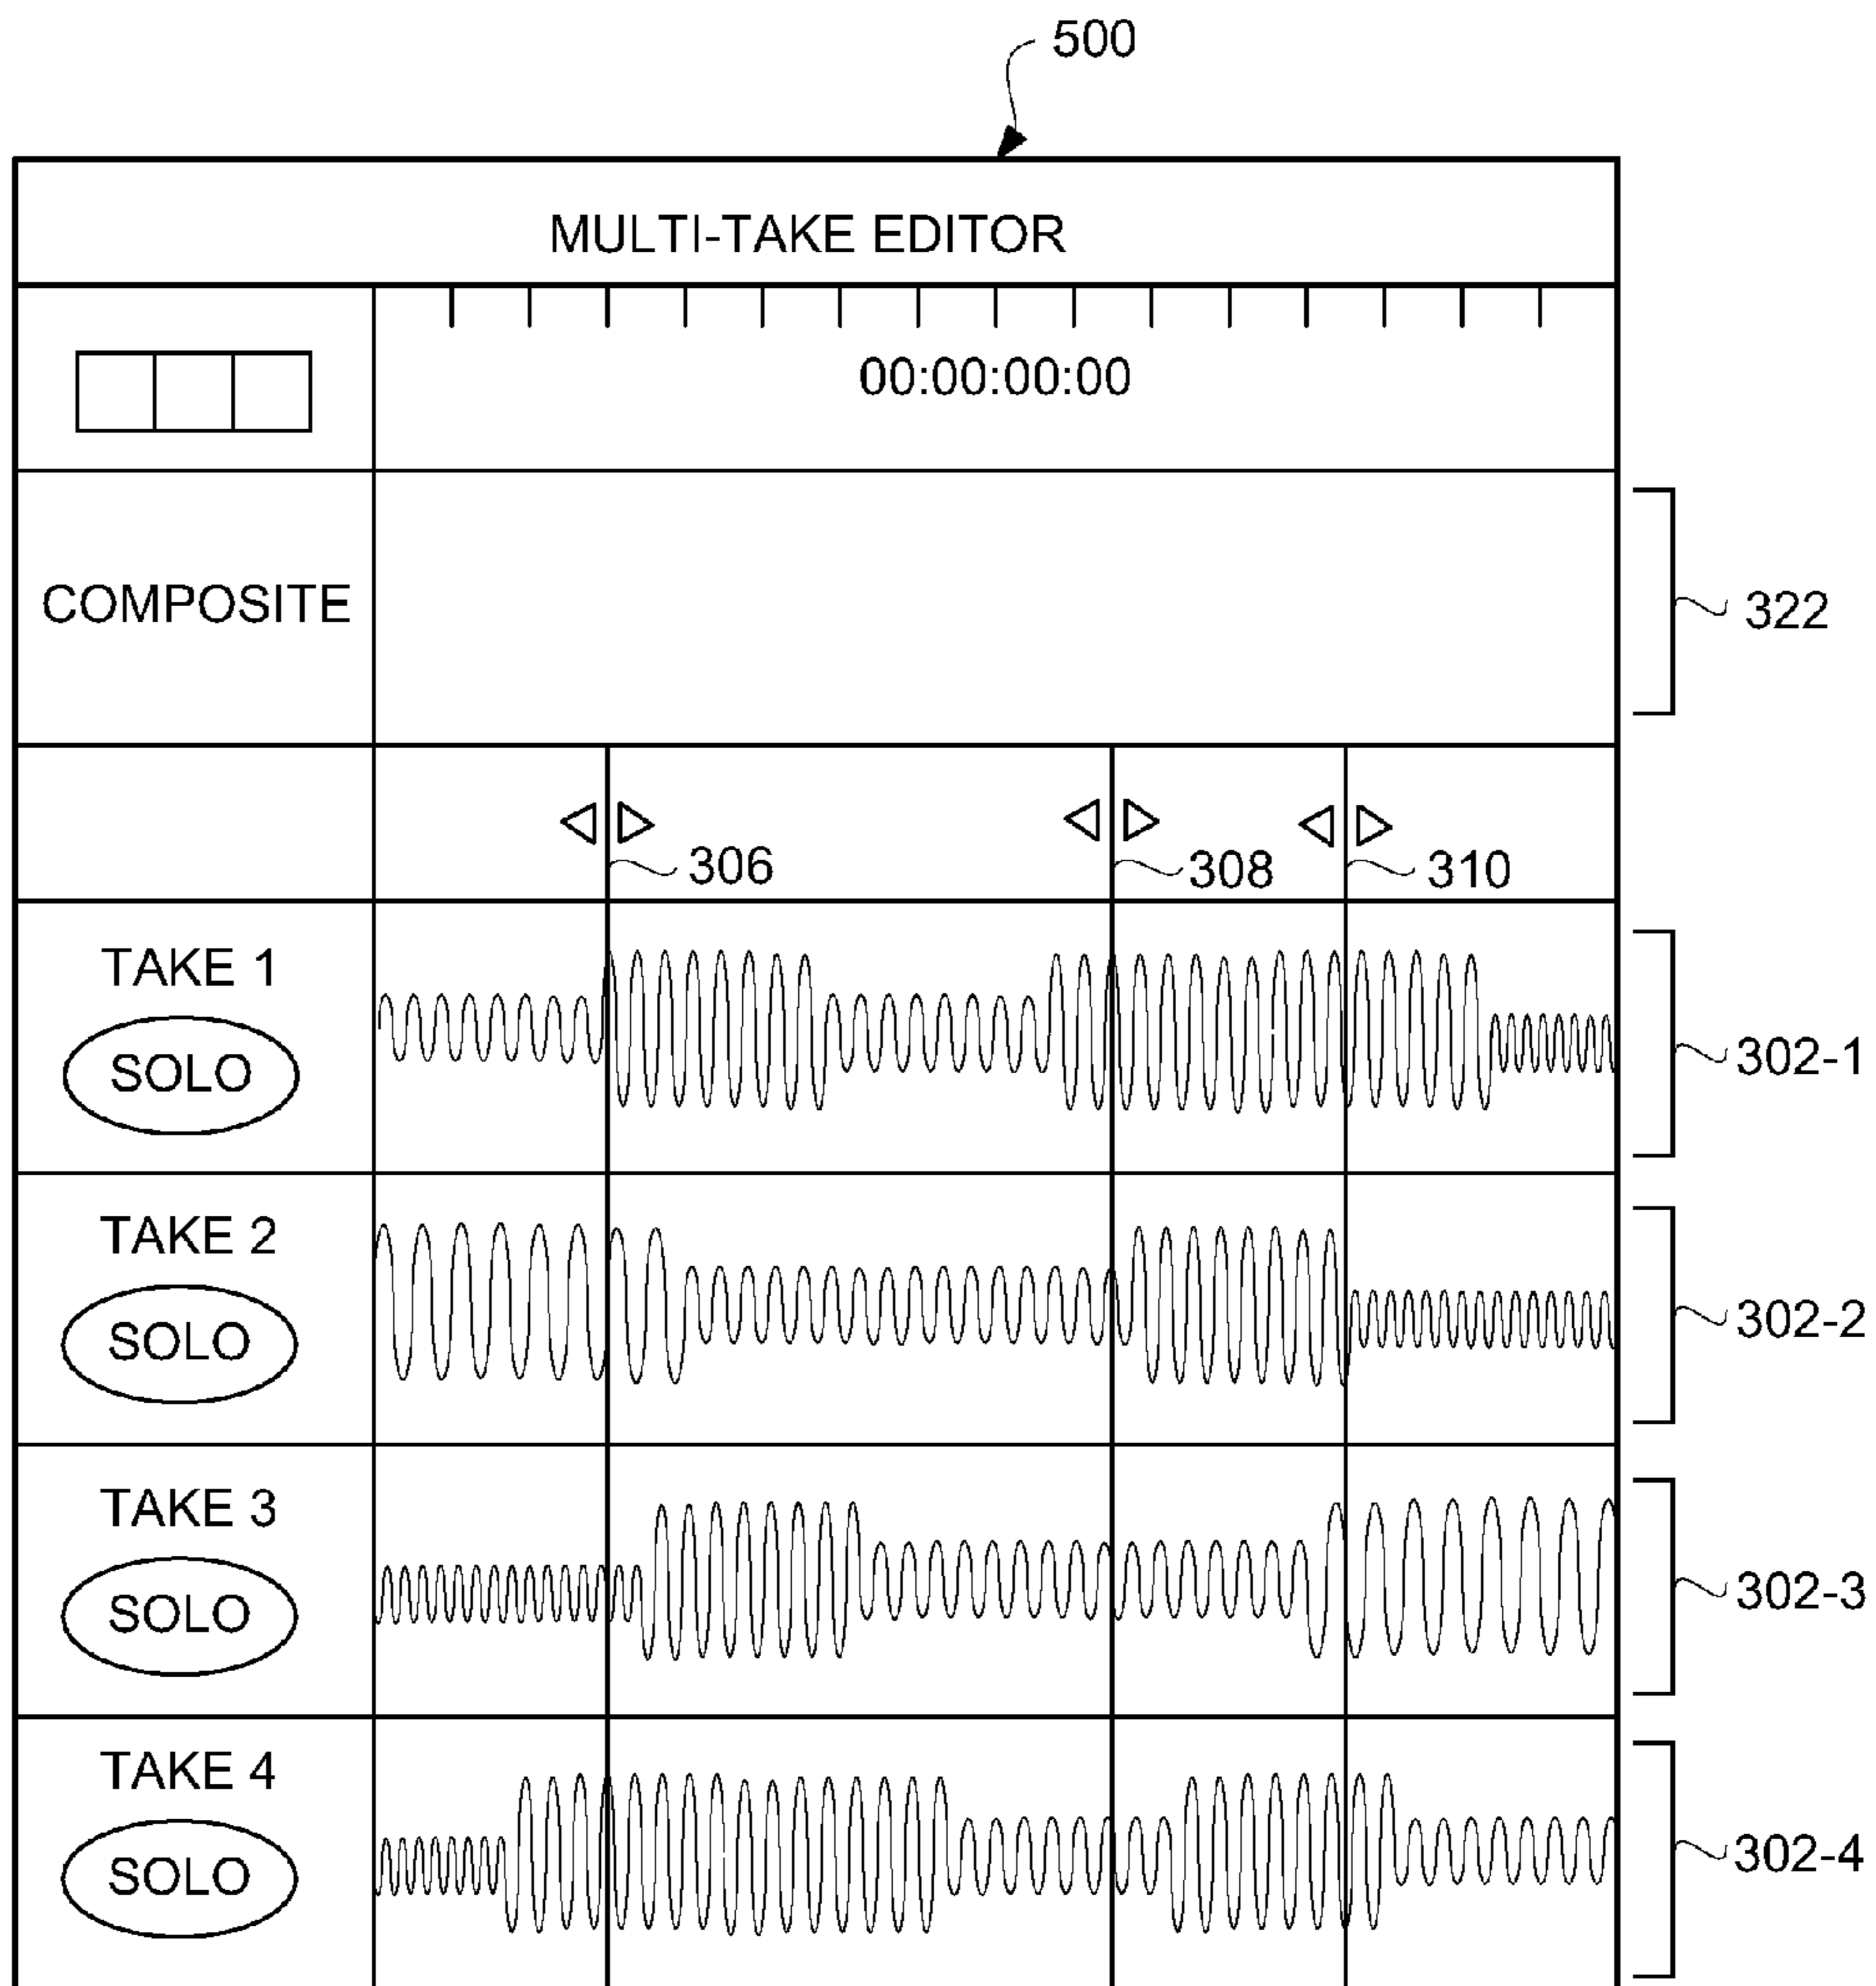 500
MULTI-TAKE EDITOR
00:00:00:00
COMPOSITE
322
306
308
310
TAKE 1
SOLO
302-1
TAKE 2
SOLO
302-2
TAKE 3
SOLO
302-3
TAKE 4
SOLO
302-4